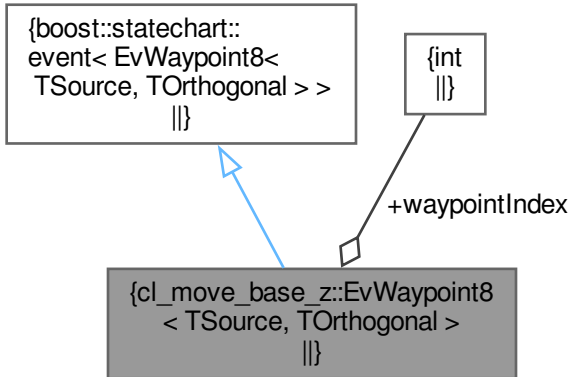 {boost::statechart::
event< EvWaypoint8<
TSource, TOrthogonal > >
||}
{int
||}
+waypointIndex
{cl_move_base_z::EvWaypoint8
< TSource, TOrthogonal >
||}